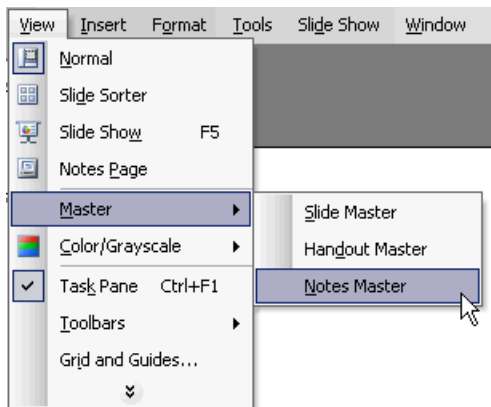 View Insert Format Tools Slide Show Window
Normal
Slide Sorter
Slide Show F5
Notes Page
Master
Color/Grayscale
Task Pane Ctrl+F1
Toolbars
Grid and Guides...
Slide Master
Handout Master
Notes Master